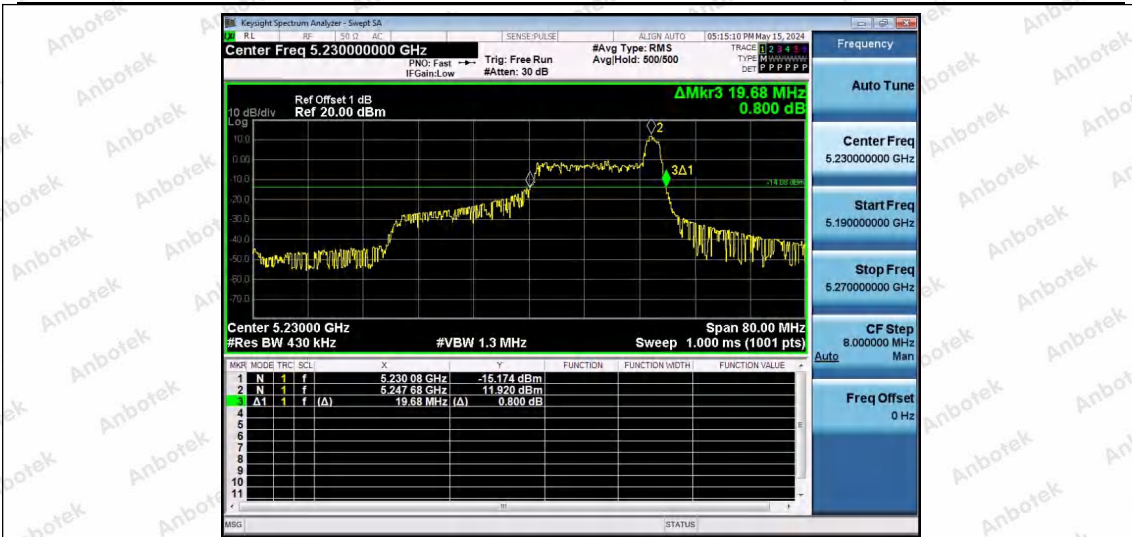 Keysight Spectrum Analyzer - Swept SA
RL RF 50 Ω AC SENSE:PULSE ALIGN AUTO 05:15:10 PM May 15, 2024
Center Freq 5.230000000 GHz
PNO: Fast
IFGain:Low
Trig: Free Run
#Atten: 30 dB
#Avg Type: RMS
Avg|Hold: 500/500
TRACE 1 2 3 4 5 6
TYPE M WWWWW
DET P P P P P P
Frequency
Auto Tune
Center Freq
5.230000000 GHz
Start Freq
5.190000000 GHz
Stop Freq
5.270000000 GHz
CF Step
8.000000 MHz
Auto Man
Freq Offset
0 Hz
ΔMkr3 19.68 MHz
0.800 dB
Ref Offset 1 dB
10 dB/div Ref 20.00 dBm
Log
10.0
0.00
-10.0
-20.0
-30.0
-40.0
-50.0
-60.0
-70.0
2
3Δ1
-14.08 dBm
Center 5.23000 GHz Span 80.00 MHz
#Res BW 430 kHz #VBW 1.3 MHz Sweep 1.000 ms (1001 pts)
MKR MODE TRC SCL X Y FUNCTION FUNCTION WIDTH FUNCTION VALUE
1 N 1 f 5.230 08 GHz -15.174 dBm
2 N 1 f 5.247 68 GHz 11.920 dBm
3 Δ1 1 f (Δ) 19.68 MHz (Δ) 0.800 dB
4
5
6
7
8
9
10
11
MSG STATUS
Anbotek